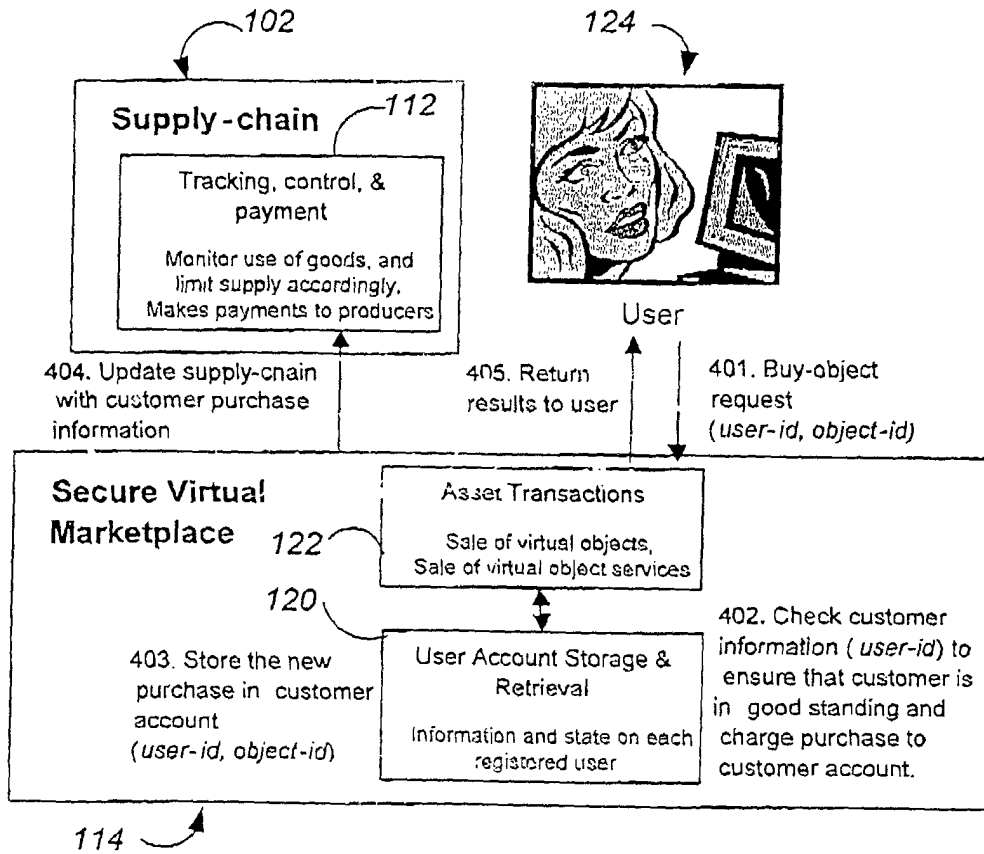 102
124
Supply-chain
112
Tracking, control, &
payment
Monitor use of goods, and
limit supply accordingly.
Makes payments to producers
User
404. Update supply-chain
with customer purchase
information
405. Return
results to user
401. Buy-object
request
(user-id, object-id)
Secure Virtual
Marketplace
122
Asset Transactions
Sale of virtual objects,
Sale of virtual object services
120
403. Store the new
purchase in customer
account
(user-id, object-id)
User Account Storage &
Retrieval
Information and state on each
registered user
402. Check customer
information (user-id) to
ensure that customer is
in good standing and
charge purchase to
customer account.
114